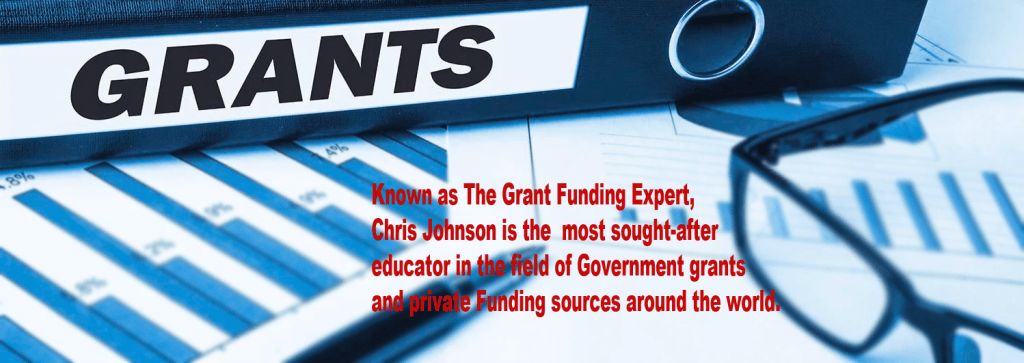 GRANTS
Known as The Grant Funding Expert,
Chris Johnson is the  most sought-after
educator in the field of Government grants
and private Funding sources around the world.